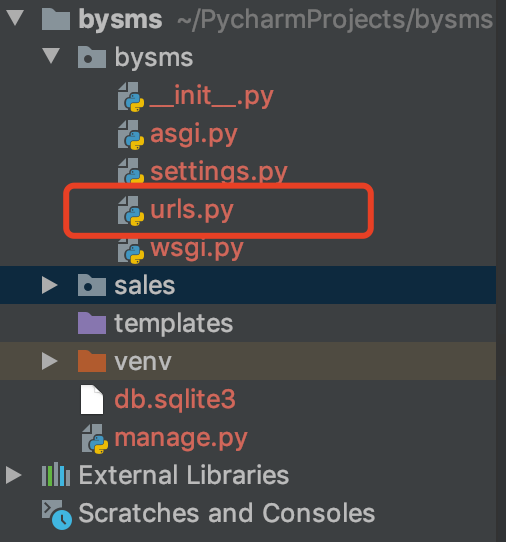 bysms ~/PycharmProjects/bysms
bysms
__init__.py
asgi.py
settings.py
urls.py
wsgi.py
sales
templates
venv
db.sqlite3
manage.py
External Libraries
Scratches and Consoles